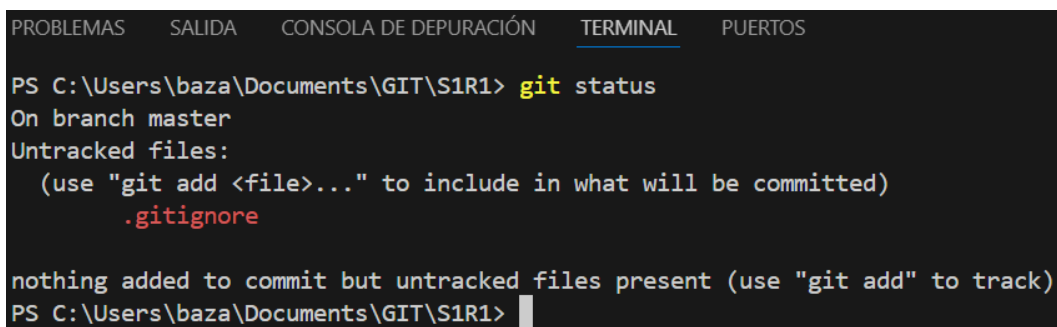 PROBLEMAS SALIDA CONSOLA DE DEPURACIÓN TERMINAL PUERTOS
PS C:\Users\baza\Documents\GIT\S1R1> git status
On branch master
Untracked files:
  (use "git add <file>..." to include in what will be committed)
        .gitignore
nothing added to commit but untracked files present (use "git add" to track)
PS C:\Users\baza\Documents\GIT\S1R1>